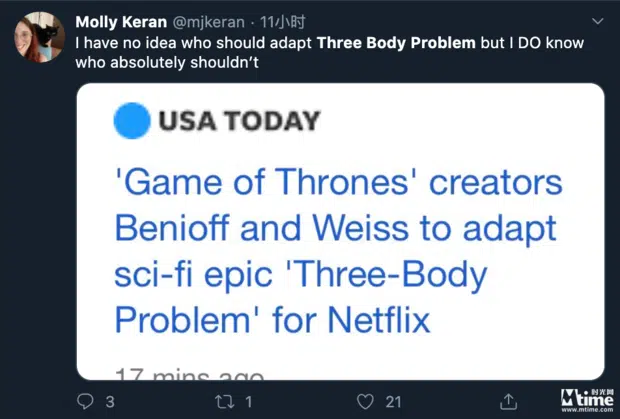 Molly Keran @mjkeran · 11小时
I have no idea who should adapt Three Body Problem but I DO know
who absolutely shouldn't
USA TODAY
'Game of Thrones' creators
Benioff and Weiss to adapt
sci-fi epic 'Three-Body
Problem' for Netflix
17 mins ago
3 1 21
Mtime 时光网
www.mtime.com